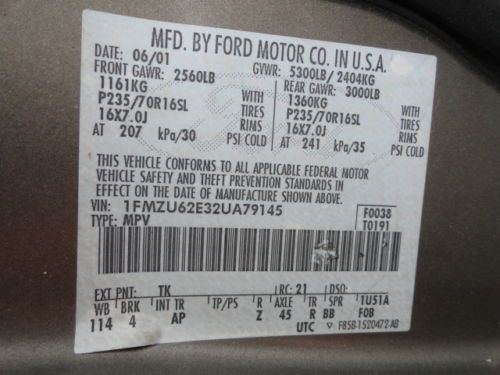 MFD. BY FORD MOTOR CO. IN U.S.A.
DATE: 06/01 GVWR: 5300LB/ 2404KG
FRONT GAWR: 2560LB REAR GAWR: 3000LB
1161KG WITH 1360KG WITH
P235/70R16SL TIRES P235/70R16SL TIRES
16X7.0J RIMS 16X7.0J RIMS
AT 207 kPa/30 PSI COLD AT 241 kPa/35 PSI COLD
THIS VEHICLE CONFORMS TO ALL APPLICABLE FEDERAL MOTOR
VEHICLE SAFETY AND THEFT PREVENTION STANDARDS IN
EFFECT ON THE DATE OF MANUFACTURE SHOWN ABOVE.
VIN: 1FMZU62E32UA79145 F0038
TYPE: MPV T0191
EXT PNT: TK RC: 21 DSO:
WB BRK INT TR TP/PS R AXLE TR SPR 1U51A
114 4 AP Z 45 R BB FOB
UTC F85B-1520472-AB